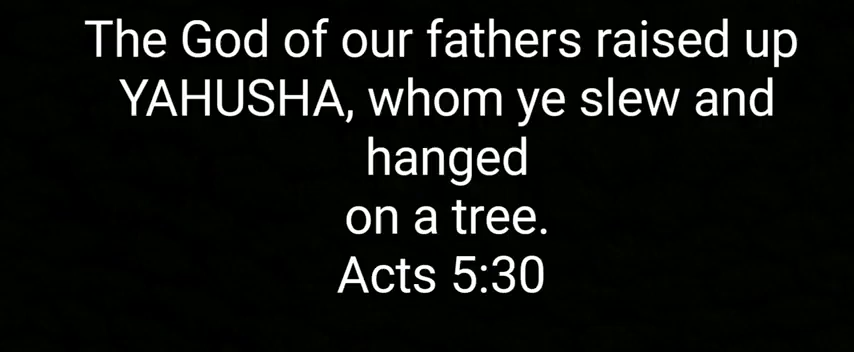 The God of our fathers raised up
YAHUSHA, whom ye slew and
hanged
on a tree.
Acts 5:30